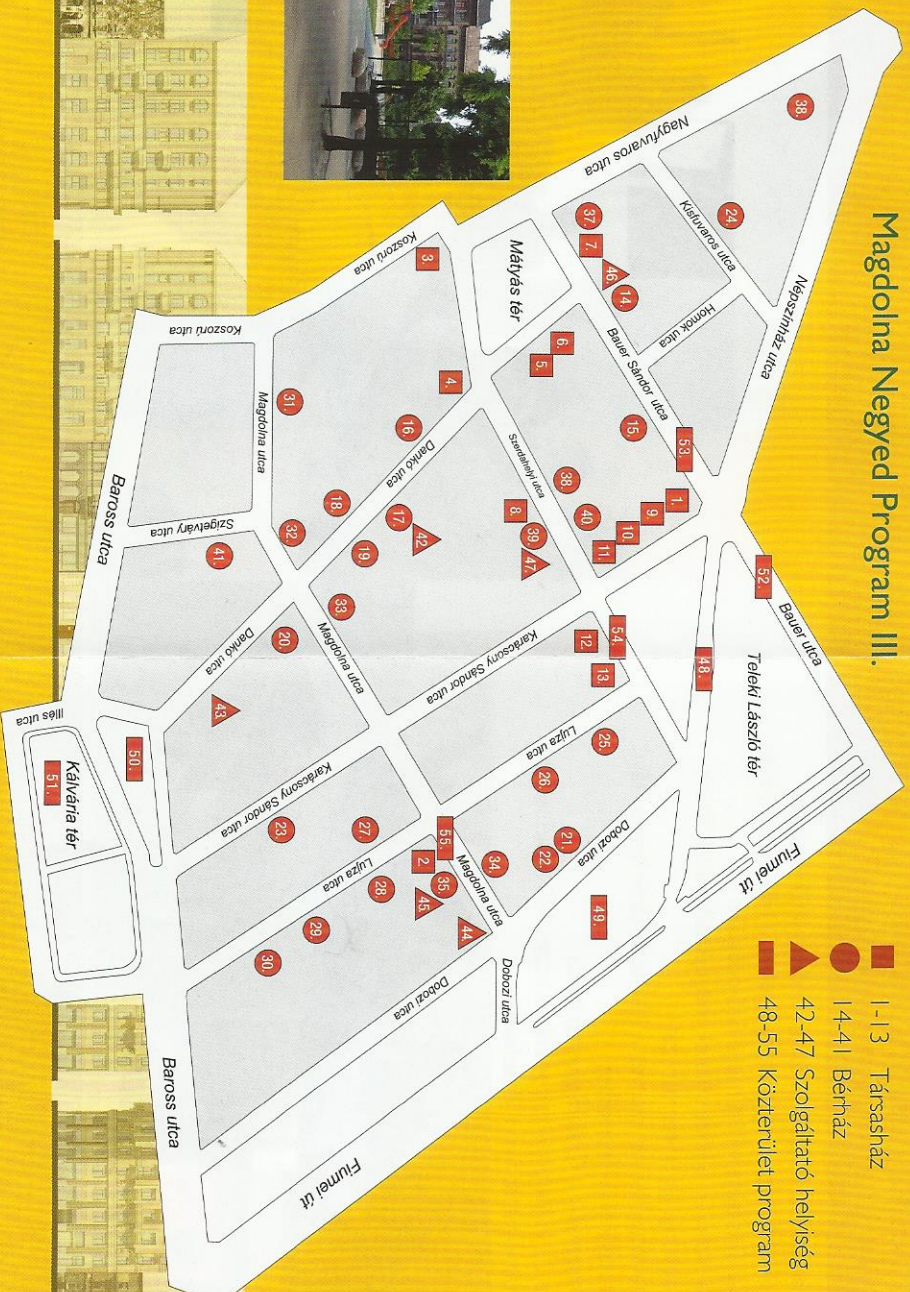 Magdolna Negyed Program III.
1-13 Társasház
14-41 Bérház
42-47 Szolgáltató helyiség
48-55 Közterület program
Fiumei út
Népszínház utca
Bauer utca
52.
Teleki László tér
48.
49.
Fiumei út
Dobozi utca
38.
24.
Kisfuvaros utca
Homok utca
Nagyfuvaros utca
37.
7.
46.
14.
Bauer Sándor utca
53.
1.
9.
10.
11.
40.
38.
15.
6.
5.
Mátyás tér
Szerdahelyi utca
54.
12.
13.
Lujza utca
25.
26.
21.
22.
Dobozi utca
34.
8.
39.
47.
Karácsony Sándor utca
Koszorú utca
3.
4.
16.
Dankó utca
17.
42.
19.
33.
Magdolna utca
Magdolna utca
55.
2.
35.
45.
44.
Dobozi utca
31.
18.
32.
Magdolna utca
Koszorú utca
Szigetvári utca
41.
20.
Dankó utca
43.
Karácsony Sándor utca
23.
27.
Lujza utca
28.
29.
30.
Baross utca
Illés utca
50.
51.
Kálvária tér
Baross utca